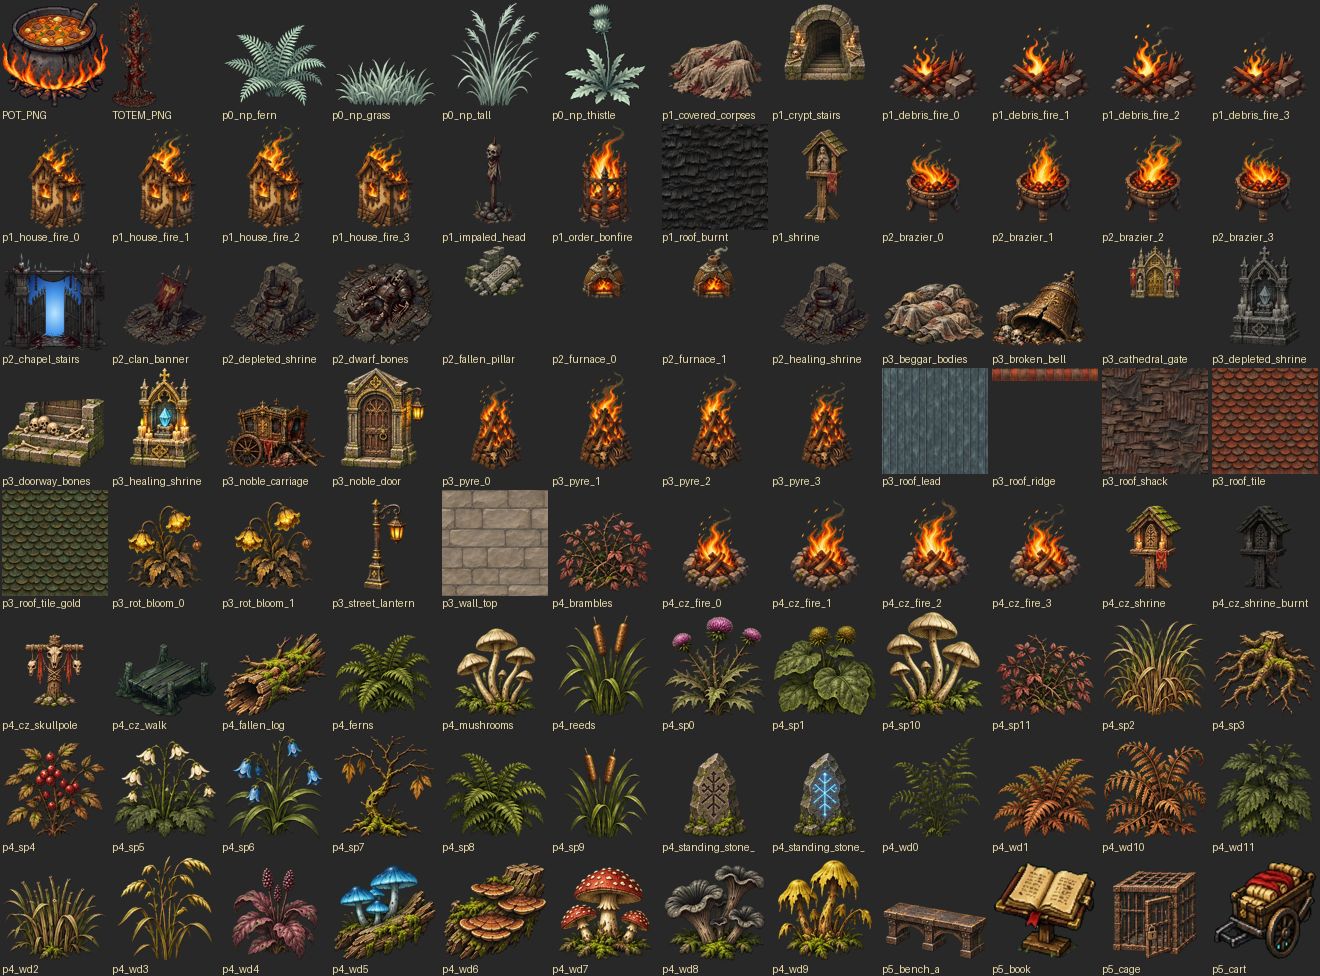 POT_PNG TOTEM_PNG p0_np_fern p0_np_grass p0_np_tall p0_np_thistle p1_covered_corpses p1_crypt_stairs p1_debris_fire_0 p1_debris_fire_1 p1_debris_fire_2 p1_debris_fire_3
p1_house_fire_0 p1_house_fire_1 p1_house_fire_2 p1_house_fire_3 p1_impaled_head p1_order_bonfire p1_roof_burnt p1_shrine p2_brazier_0 p2_brazier_1 p2_brazier_2 p2_brazier_3
p2_chapel_stairs p2_clan_banner p2_depleted_shrine p2_dwarf_bones p2_fallen_pillar p2_furnace_0 p2_furnace_1 p2_healing_shrine p3_beggar_bodies p3_broken_bell p3_cathedral_gate p3_depleted_shrine
p3_doorway_bones p3_healing_shrine p3_noble_carriage p3_noble_door p3_pyre_0 p3_pyre_1 p3_pyre_2 p3_pyre_3 p3_roof_lead p3_roof_ridge p3_roof_shack p3_roof_tile
p3_roof_tile_gold p3_rot_bloom_0 p3_rot_bloom_1 p3_street_lantern p3_wall_top p4_brambles p4_cz_fire_0 p4_cz_fire_1 p4_cz_fire_2 p4_cz_fire_3 p4_cz_shrine p4_cz_shrine_burnt
p4_cz_skullpole p4_cz_walk p4_fallen_log p4_ferns p4_mushrooms p4_reeds p4_sp0 p4_sp1 p4_sp10 p4_sp11 p4_sp2 p4_sp3
p4_sp4 p4_sp5 p4_sp6 p4_sp7 p4_sp8 p4_sp9 p4_standing_stone_ p4_standing_stone_ p4_wd0 p4_wd1 p4_wd10 p4_wd11
p4_wd2 p4_wd3 p4_wd4 p4_wd5 p4_wd6 p4_wd7 p4_wd8 p4_wd9 p5_bench_a p5_book p5_cage p5_cart